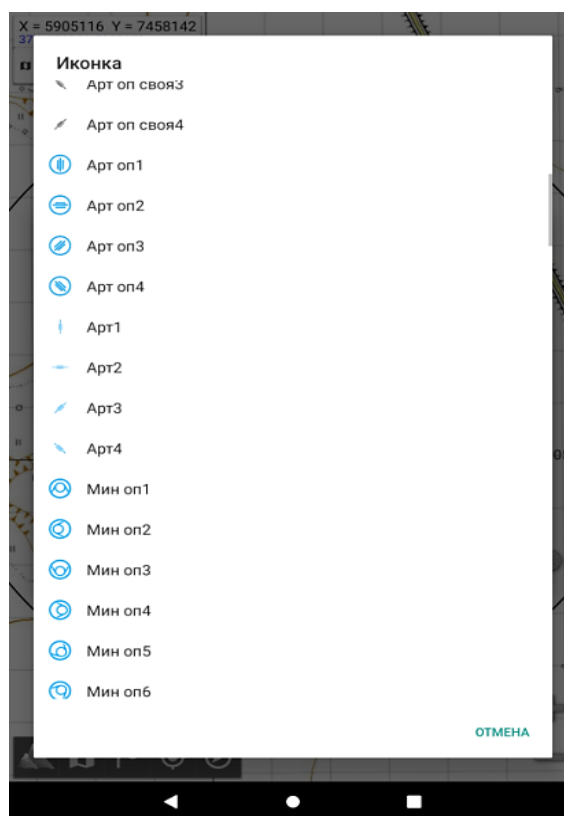 X = 5905116 Y = 7458142
37
Иконка
Арт оп своя3
Арт оп своя4
Арт оп1
Арт оп2
Арт оп3
Арт оп4
Арт1
Арт2
Арт3
Арт4
Мин оп1
Мин оп2
Мин оп3
Мин оп4
Мин оп5
Мин оп6
ОТМЕНА